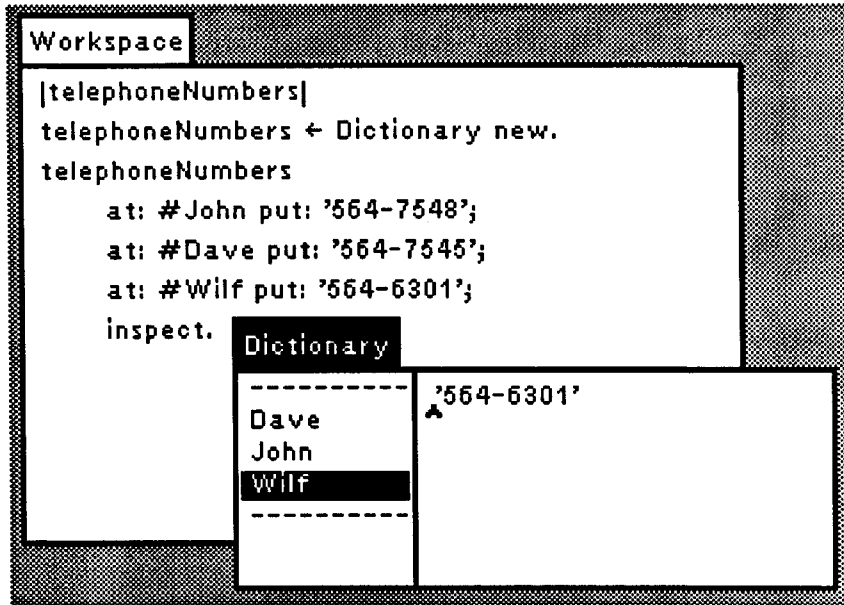 Workspace
|telephoneNumbers|
telephoneNumbers ← Dictionary new.
telephoneNumbers
at: #John put: '564-7548';
at: #Dave put: '564-7545';
at: #Wilf put: '564-6301';
inspect.
Dictionary
----------
Dave
John
Wilf
----------
'564-6301'